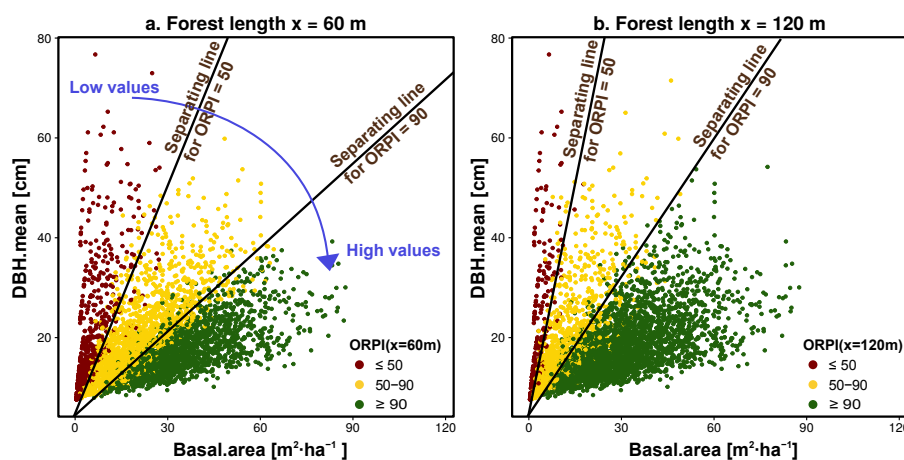 a. Forest length x = 60 m
80
60
40
20
0
30
60
90
120
DBH.mean [cm]
Basal.area [m²·ha⁻¹]
Low values
High values
Separating line
for ORPI = 50
Separating line
for ORPI = 90
ORPI(x=60m)
≤ 50
50−90
≥ 90
b. Forest length x = 120 m
80
60
40
20
0
30
60
90
120
DBH.mean [cm]
Basal.area [m²·ha⁻¹]
Separating line
for ORPI = 50
Separating line
for ORPI = 90
ORPI(x=120m)
≤ 50
50−90
≥ 90